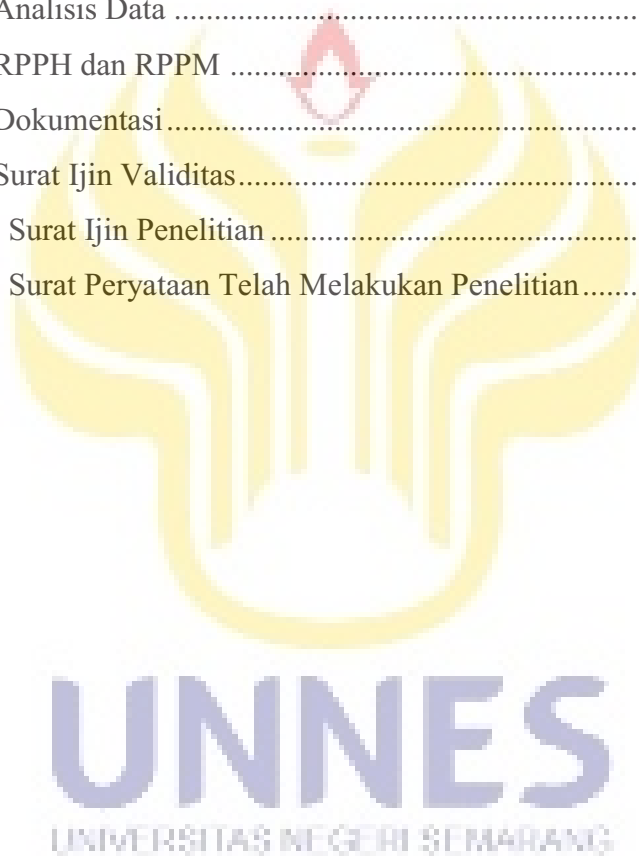 Analisis Data ............................................................
RPPH dan RPPM ....................................................
Dokumentasi..............................................................
Surat Ijin Validitas....................................................
Surat Ijin Penelitian ................................................
Surat Peryataan Telah Melakukan Penelitian.......
UNNES
UNIVERSITAS NEGERI SEMARANG